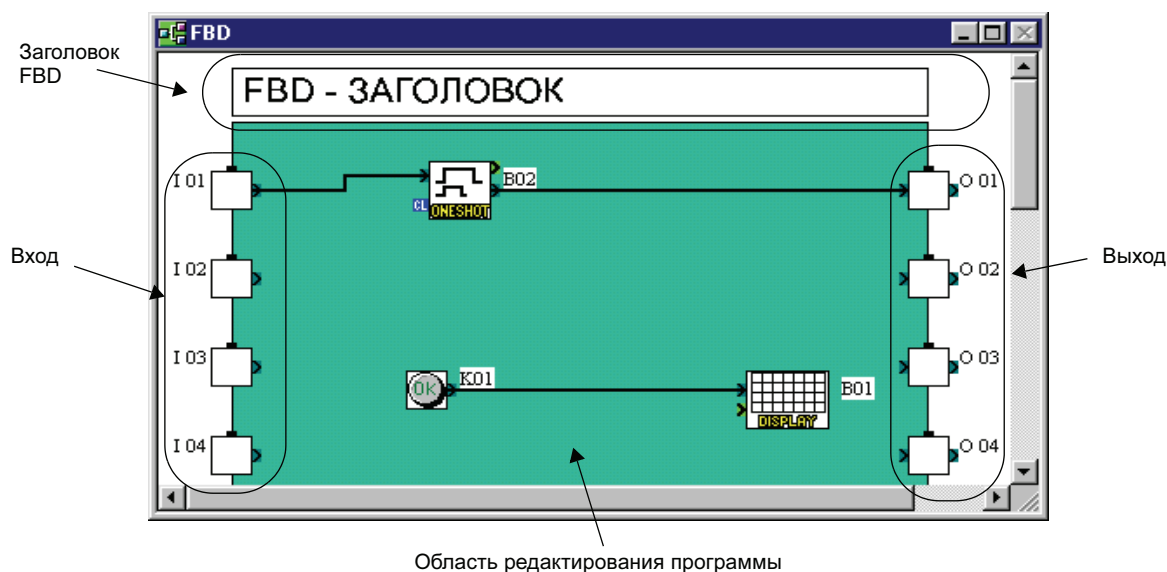 FBD
Заголовок
FBD
FBD - ЗАГОЛОВОК
I 01
B02
O 01
CL
ONESHOT
Вход
I 02
O 02
Выход
I 03
O 03
OK
K01
B01
DISPLAY
I 04
O 04
Область редактирования программы